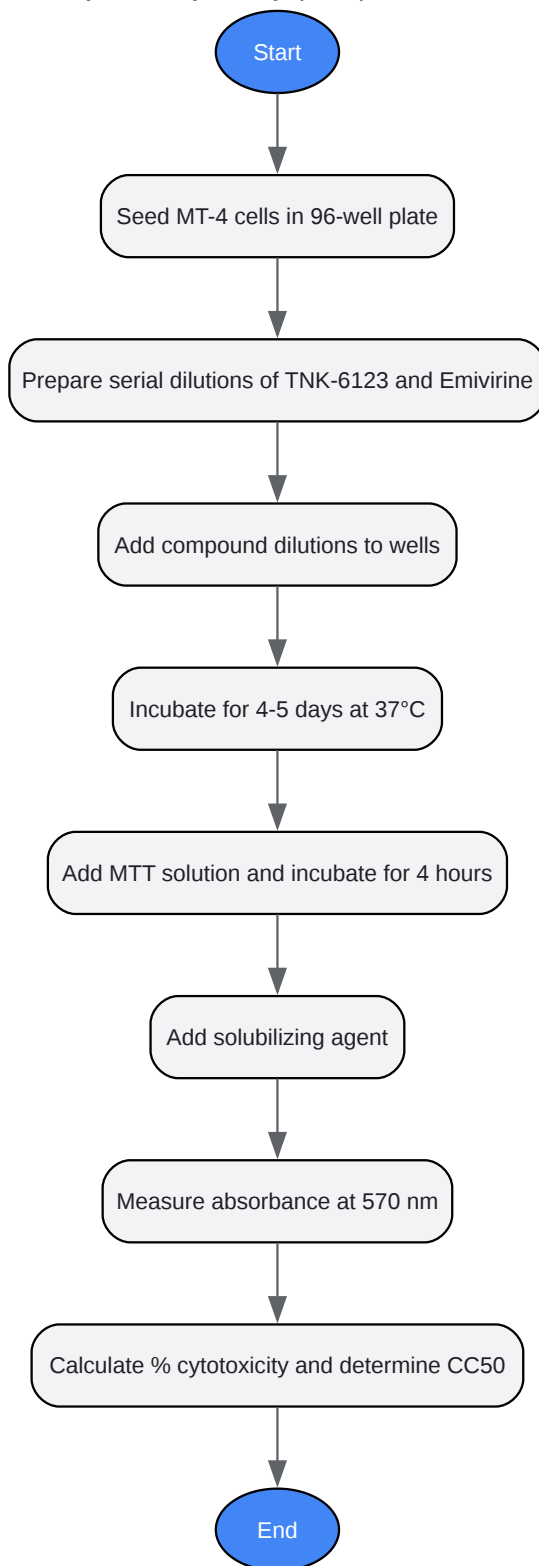 Start
Seed MT-4 cells in 96-well plate
Prepare serial dilutions of TNK-6123 and Emivirine
Add compound dilutions to wells
Incubate for 4-5 days at 37°C
Add MTT solution and incubate for 4 hours
Add solubilizing agent
Measure absorbance at 570 nm
Calculate % cytotoxicity and determine CC50
End